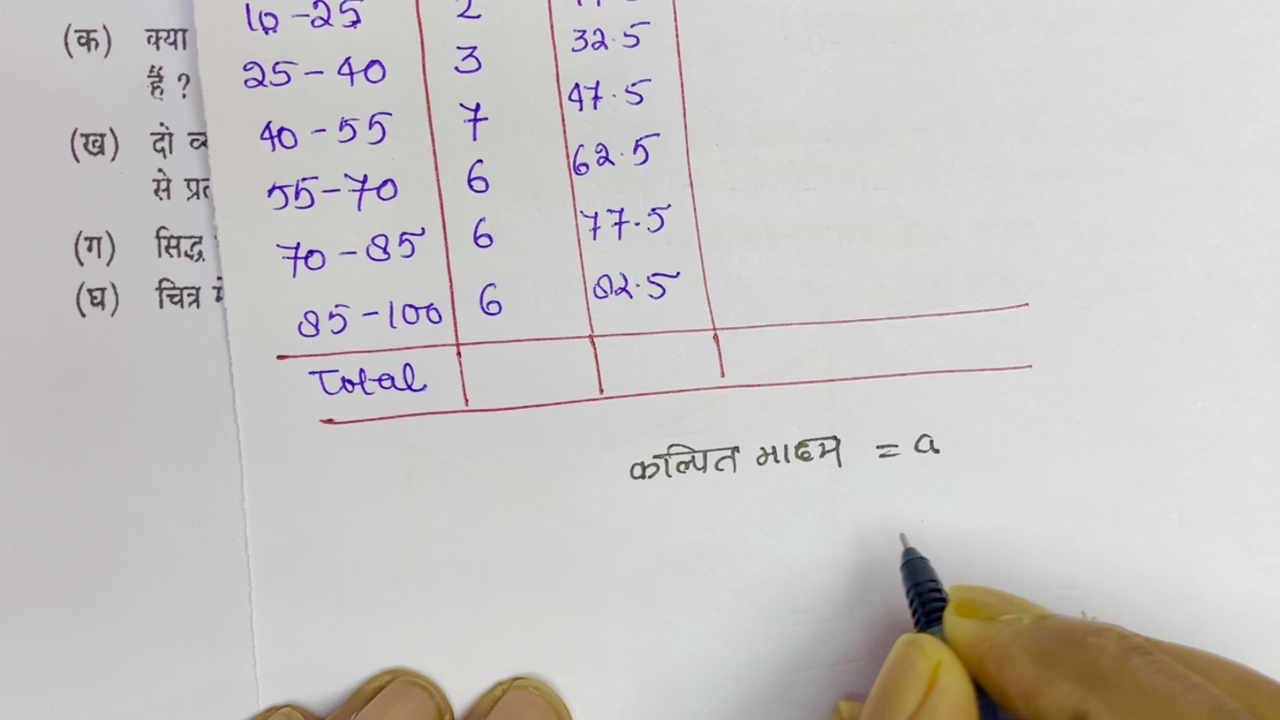 (क) क्या
हैं ?
(ख) दो
से
(ग) सिद्ध
(घ) चित्र
10-25 2
25-40 3 32.5
40-55 7 47.5
55-70 6 62.5
70-85 6 77.5
85-100 6 82.5
Total
कल्पित माध्य = a